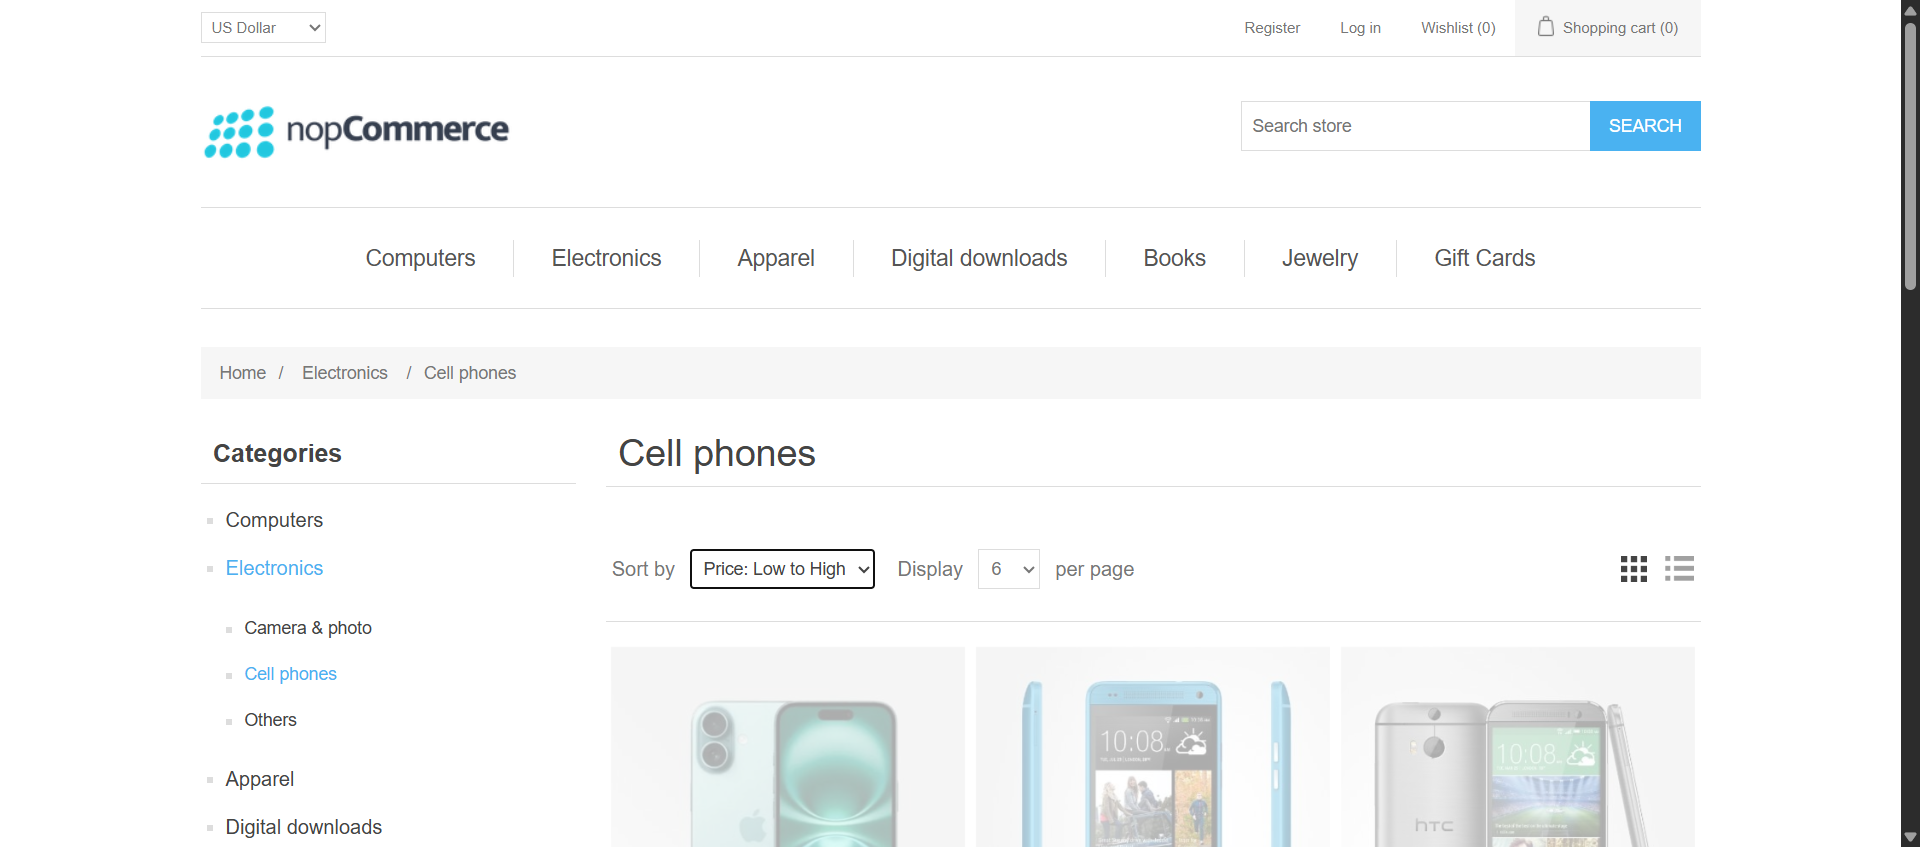 US Dollar
Register
Log in
Wishlist (0)
Shopping cart (0)
nopCommerce
Search store
SEARCH
Computers
Electronics
Apparel
Digital downloads
Books
Jewelry
Gift Cards
Home / Electronics / Cell phones
Categories
Computers
Electronics
Camera & photo
Cell phones
Others
Apparel
Digital downloads
Cell phones
Sort by Price: Low to High Display 6 per page
10:08
10:08
hTC